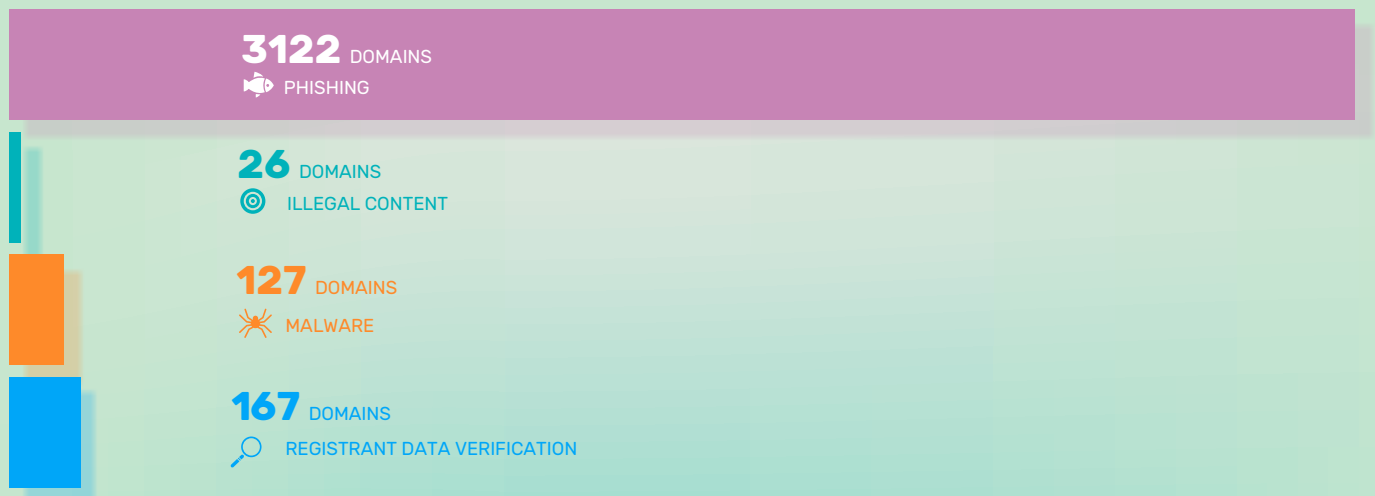 3122 DOMAINS
PHISHING
26 DOMAINS
ILLEGAL CONTENT
127 DOMAINS
MALWARE
167 DOMAINS
REGISTRANT DATA VERIFICATION